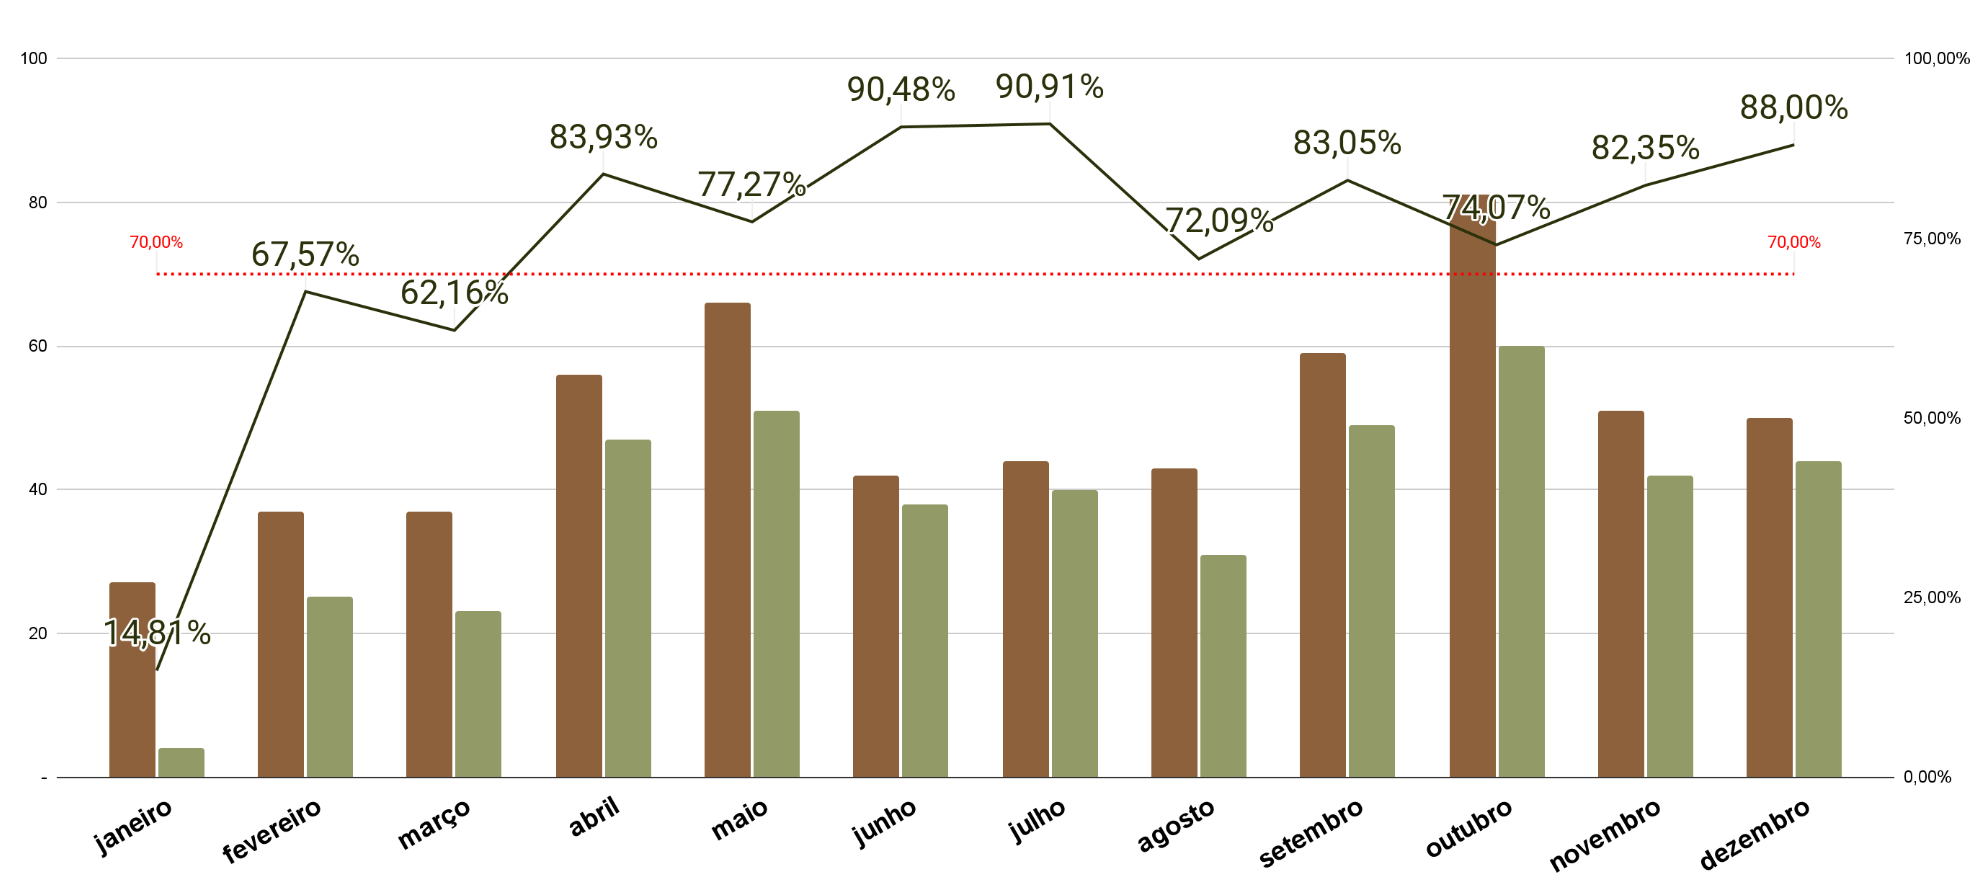 100
100,00%
90,48%
90,91%
88,00%
83,93%
83,05%
82,35%
77,27%
80
74,07%
72,09%
70,00%
70,00%
75,00%
67,57%
62,16%
60
50,00%
40
25,00%
14,81%
20
-
0,00%
janeiro
fevereiro
março
abril
maio
junho
julho
agosto
setembro
outubro
novembro
dezembro